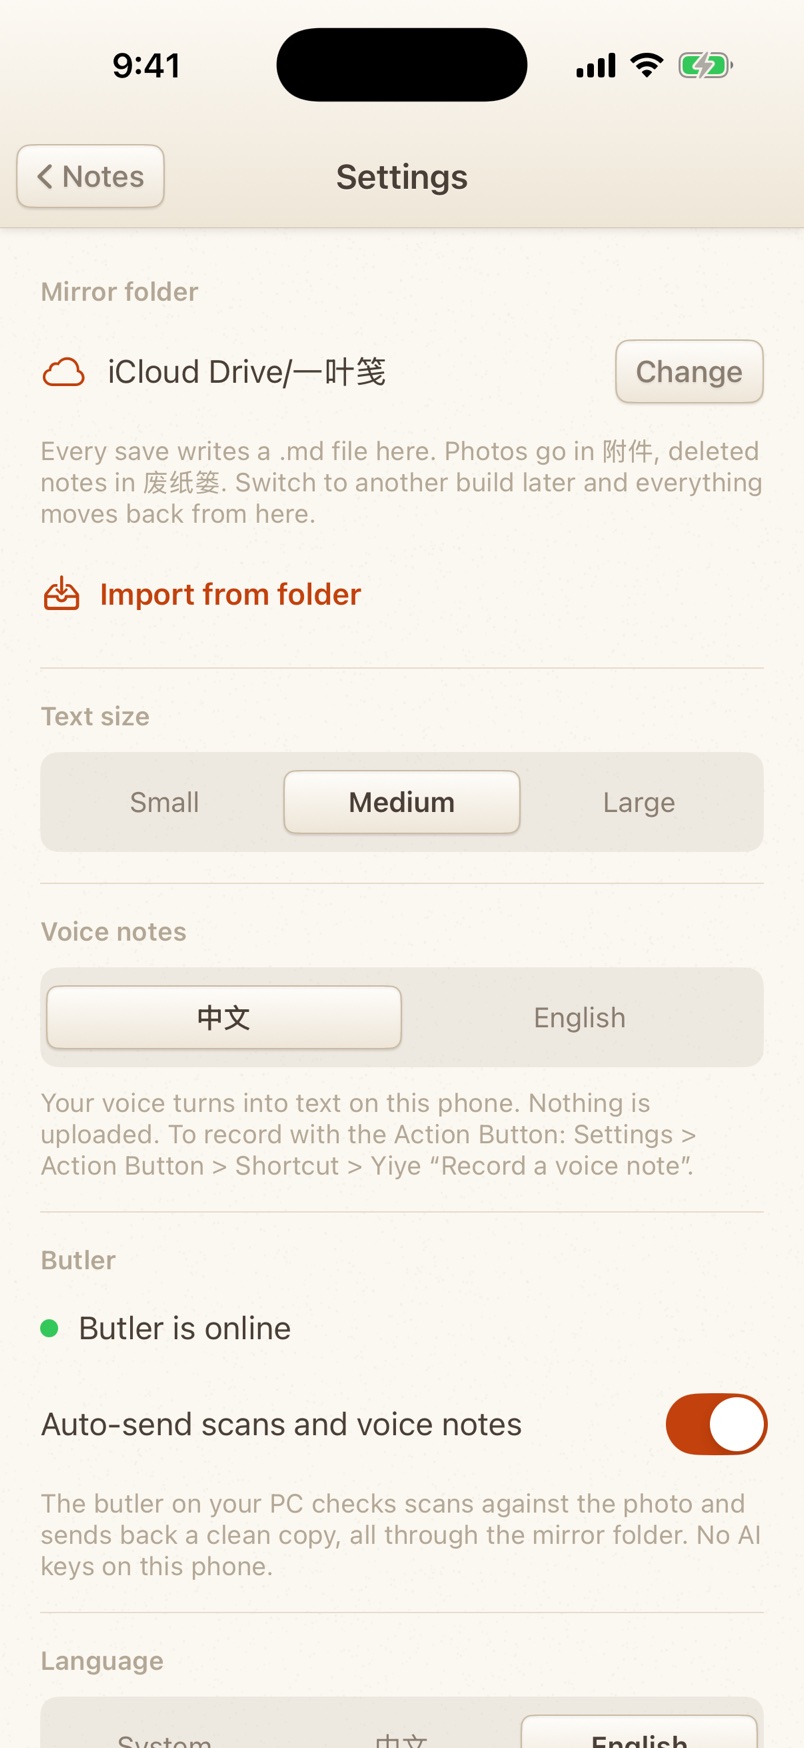 9:41
Notes
Settings
Mirror folder
iCloud Drive/一叶笺
Change
Every save writes a .md file here. Photos go in 附件, deleted
notes in 废纸篓. Switch to another build later and everything
moves back from here.
Import from folder
Text size
Small
Medium
Large
Voice notes
中文
English
Your voice turns into text on this phone. Nothing is
uploaded. To record with the Action Button: Settings >
Action Button > Shortcut > Yiye “Record a voice note”.
Butler
Butler is online
Auto-send scans and voice notes
The butler on your PC checks scans against the photo and
sends back a clean copy, all through the mirror folder. No AI
keys on this phone.
Language
System
中文
English